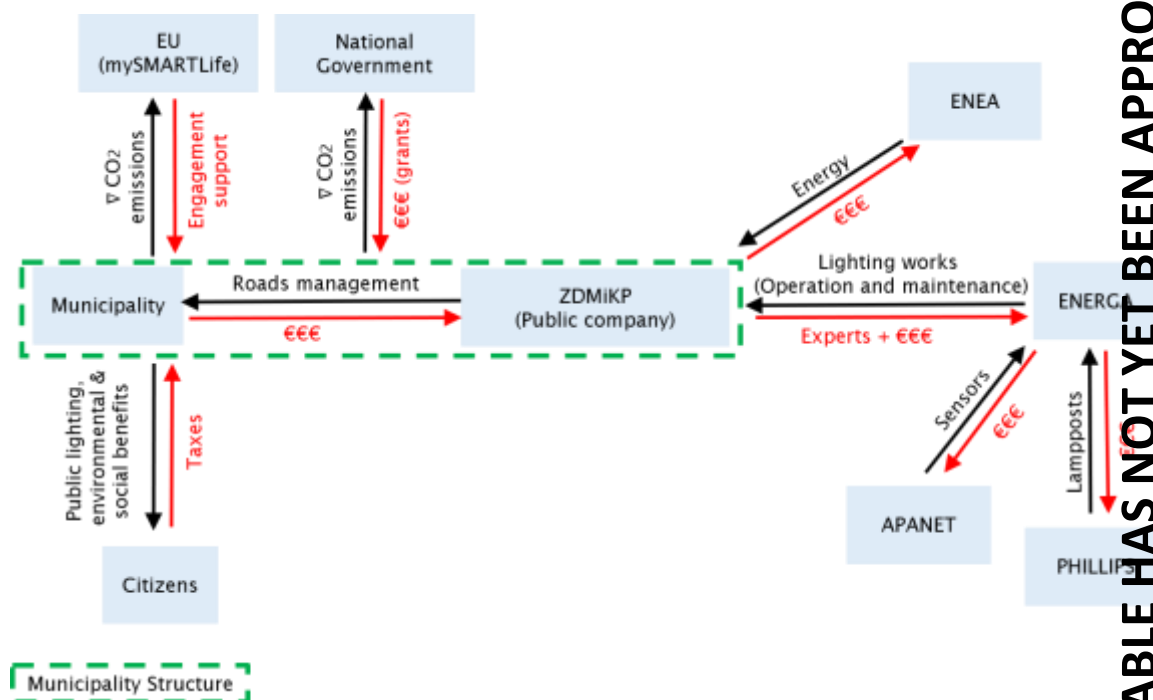 EU
(mySMARTLife)
National
Government
ENEA
∇ CO2
emissions
Engagement
support
∇ CO2
emissions
€€€ (grants)
Energy
€€€
Municipality
Roads management
€€€
ZDMiKP
(Public company)
Lighting works
(Operation and maintenance)
Experts + €€€
ENERGA
Public lighting,
environmental &
social benefits
Taxes
Sensors
€€€
Lampposts
€€€
APANET
PHILLIPS
Citizens
Municipality Structure
ABLE HAS NOT YET BEEN APPRO